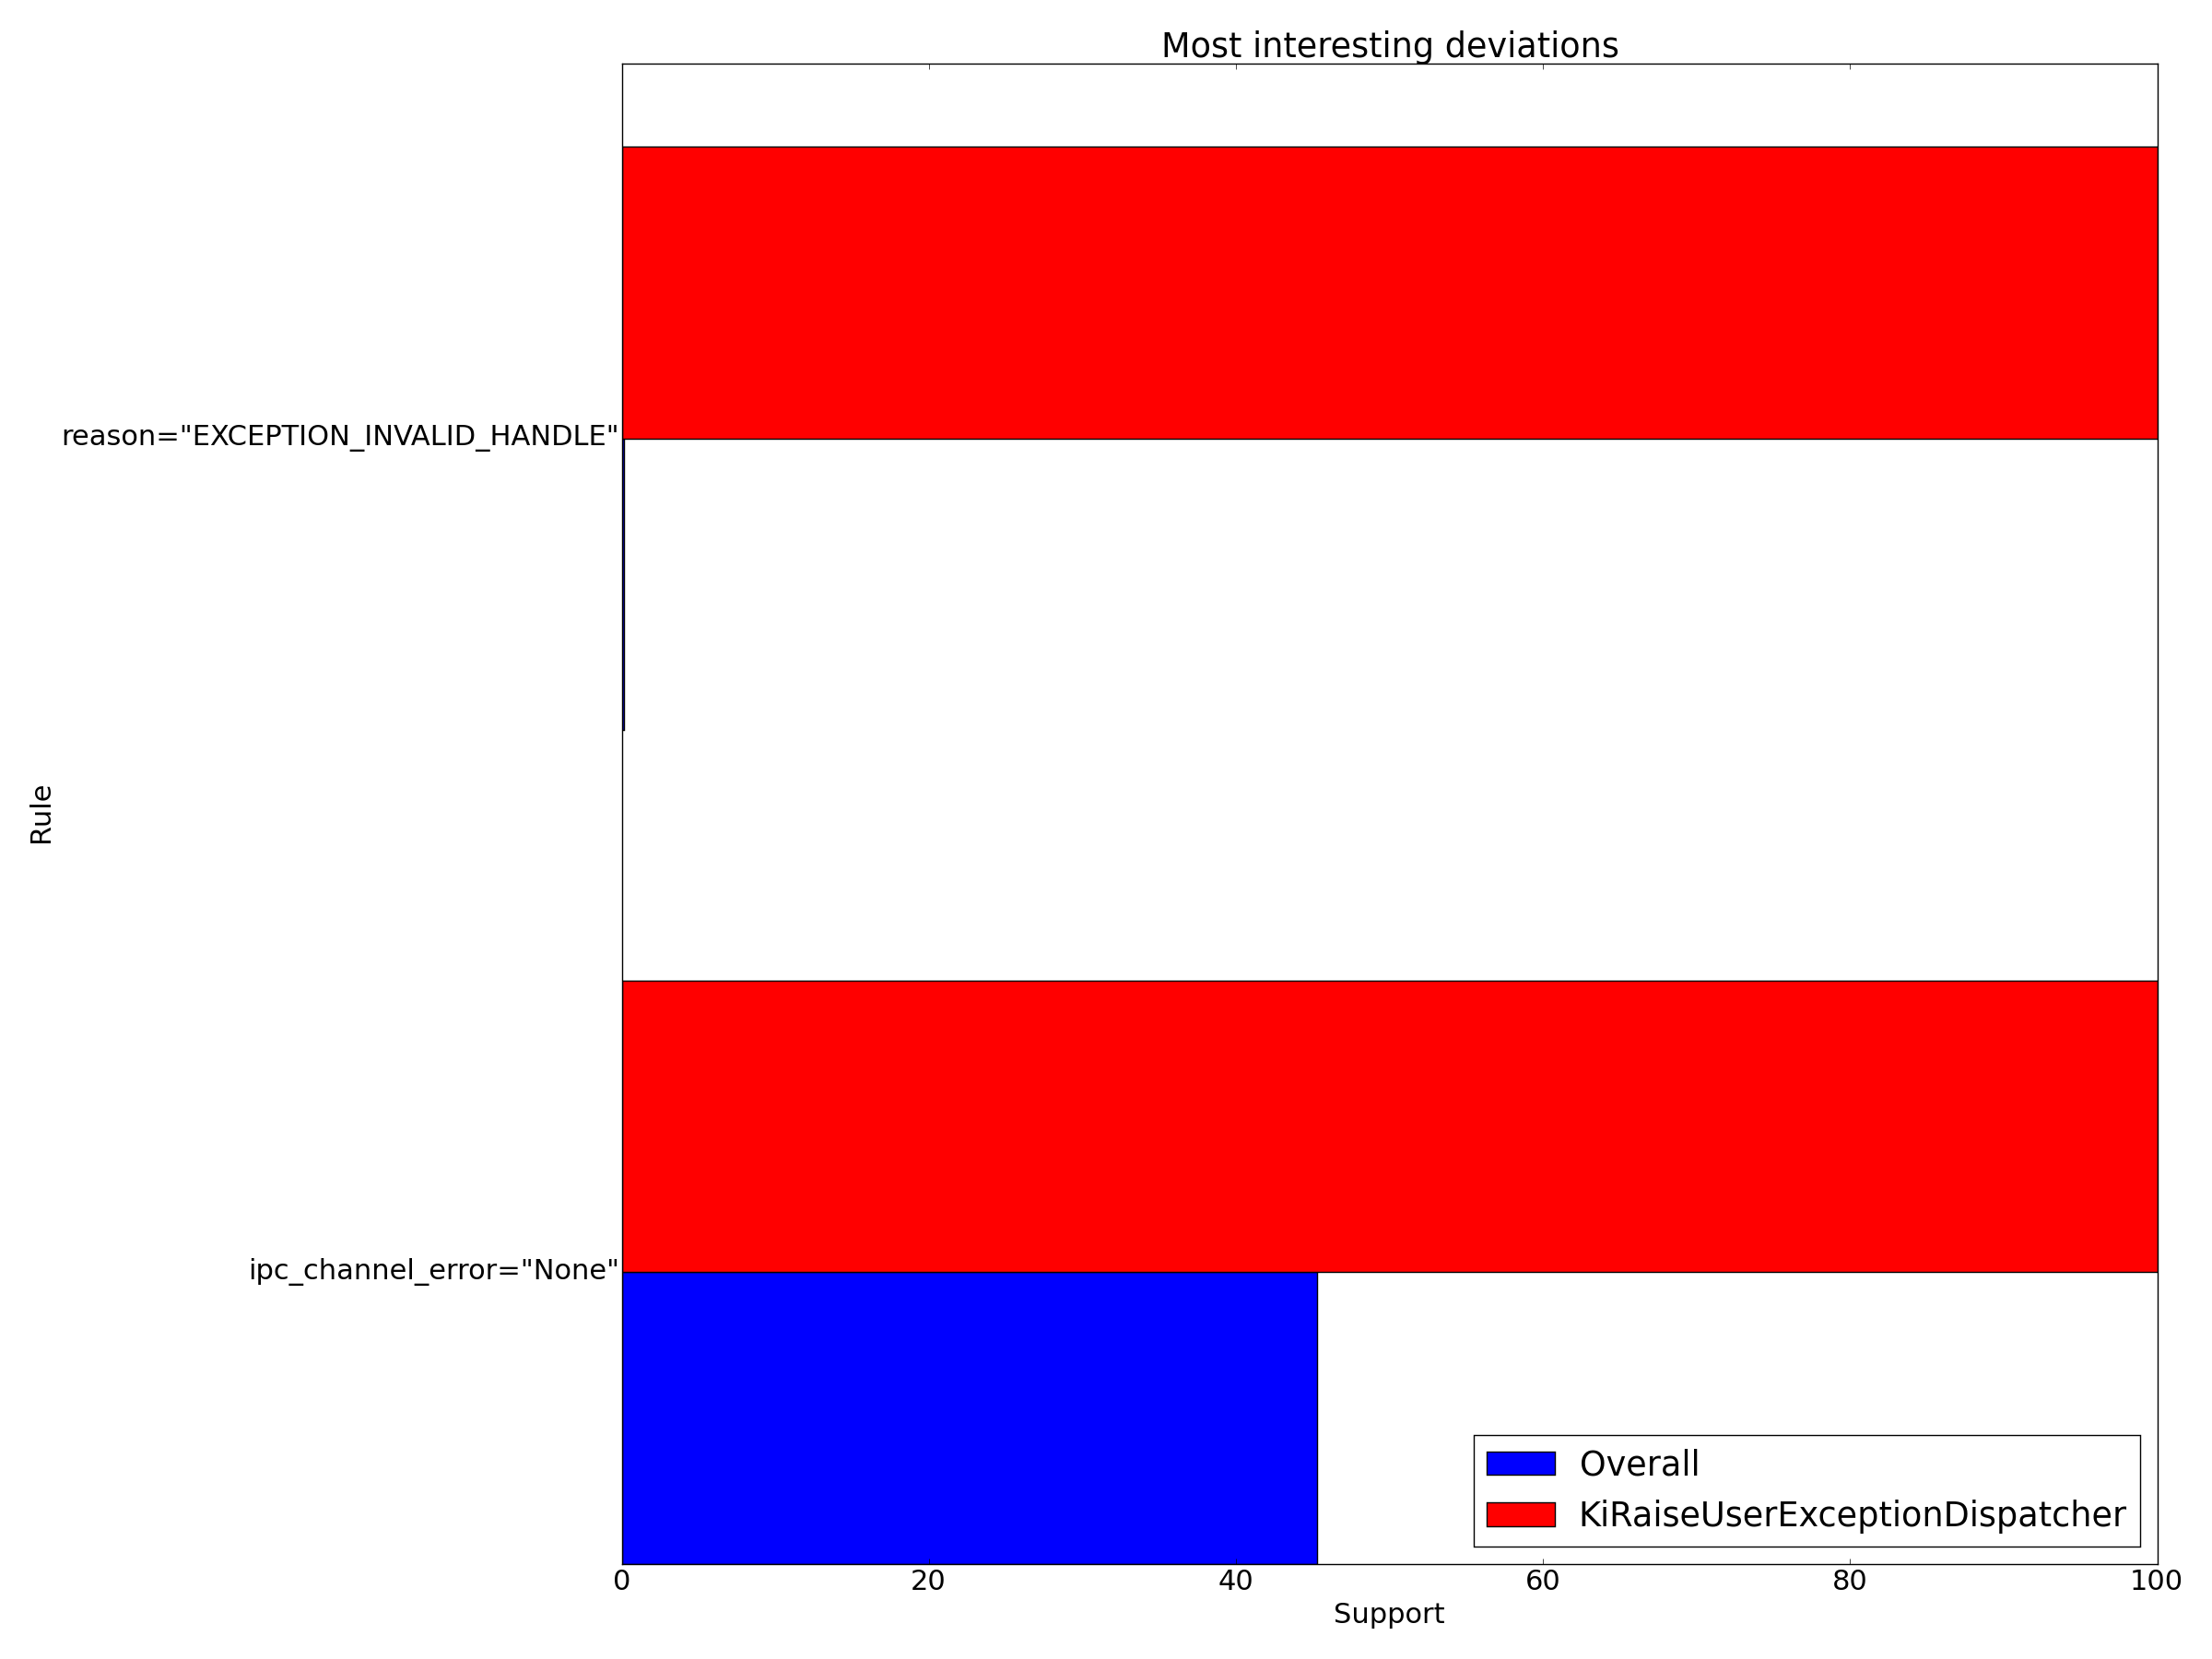 Most interesting deviations
reason="EXCEPTION_INVALID_HANDLE"
Rule
ipc_channel_error="None"
Overall
KiRaiseUserExceptionDispatcher
0 20 40 60 80 100
Support